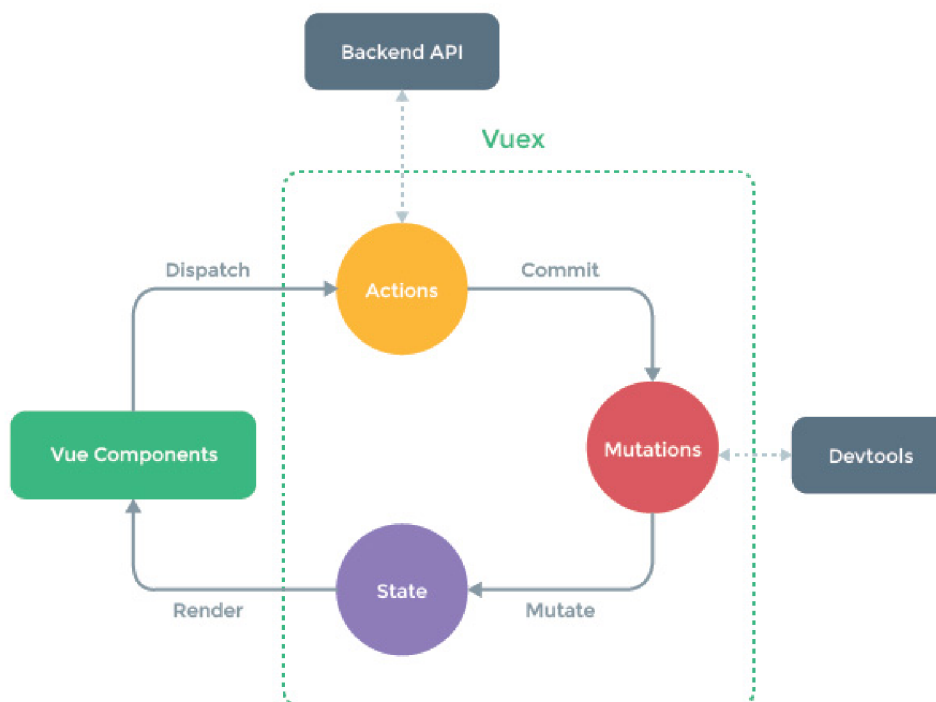 Backend API
Vuex
Dispatch
Commit
Actions
Vue Components
Mutations
Devtools
State
Render
Mutate